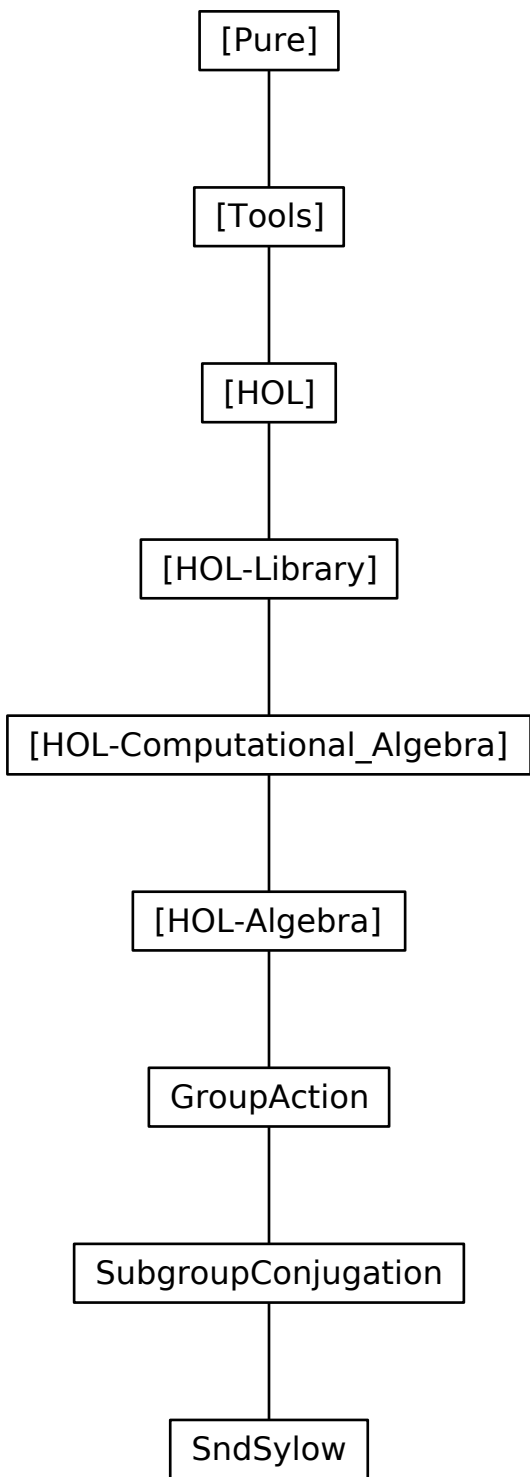 [Pure]
[Tools]
[HOL]
[HOL-Library]
[HOL-Computational_Algebra]
[HOL-Algebra]
GroupAction
SubgroupConjugation
SndSylow